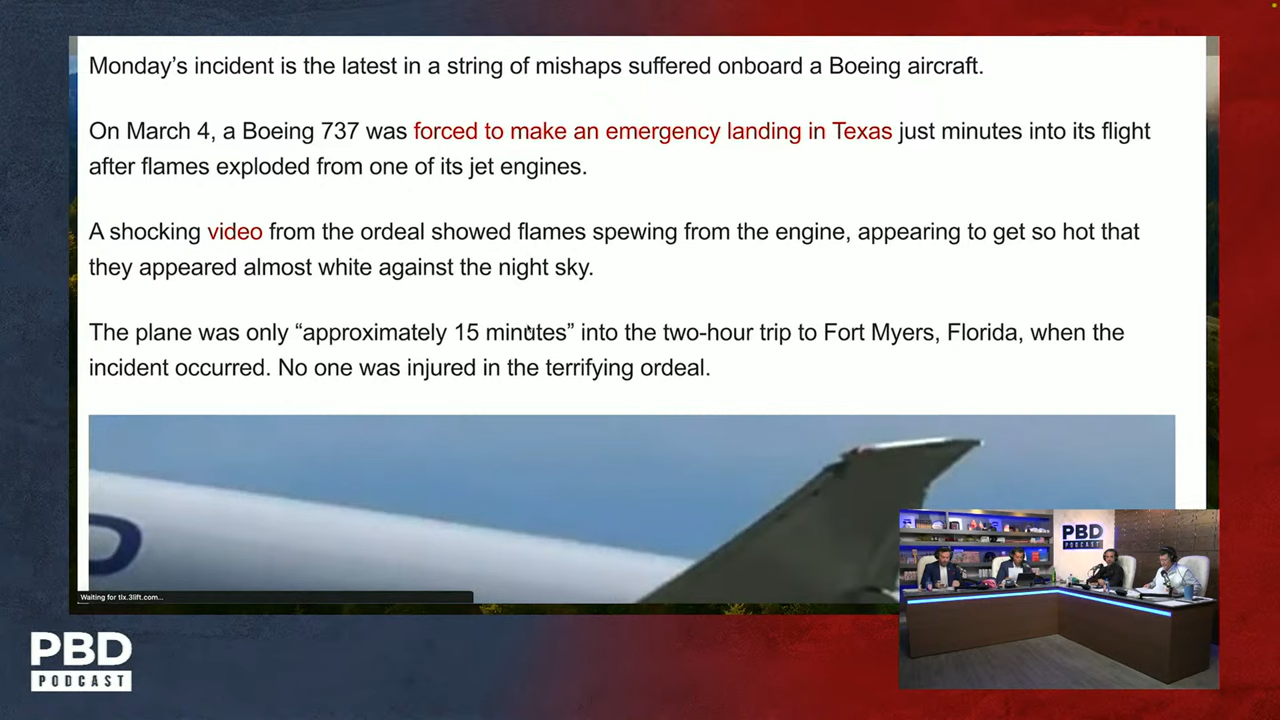 Monday’s incident is the latest in a string of mishaps suffered onboard a Boeing aircraft.
On March 4, a Boeing 737 was forced to make an emergency landing in Texas just minutes into its flight
after flames exploded from one of its jet engines.
A shocking video from the ordeal showed flames spewing from the engine, appearing to get so hot that
they appeared almost white against the night sky.
The plane was only “approximately 15 minutes” into the two-hour trip to Fort Myers, Florida, when the
incident occurred. No one was injured in the terrifying ordeal.
Waiting for tlx.3lift.com...
PBD
PODCAST
PBD
PODCAST